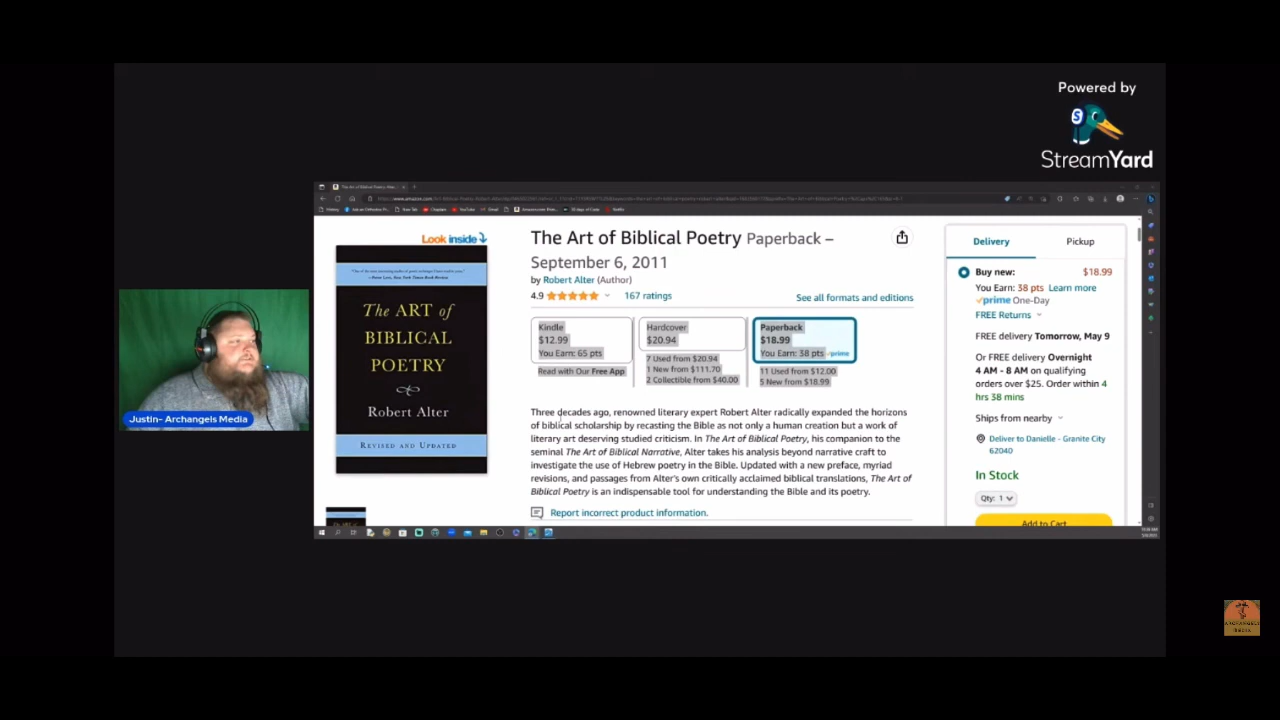 Powered by
StreamYard
Look inside
The Art of Biblical Poetry Paperback –
September 6, 2011
by Robert Alter (Author)
4.9
167 ratings
See all formats and editions
Kindle
$12.99
You Earn: 65 pts
Read with Our Free App
Hardcover
$20.94
7 Used from $20.94
1 New from $111.70
2 Collectible from $40.00
Paperback
$18.99
You Earn: 38 pts prime
11 Used from $12.00
5 New from $18.99
Three decades ago, renowned literary expert Robert Alter radically expanded the horizons
of biblical scholarship by recasting the Bible as not only a human creation but a work of
literary art deserving studied criticism. In The Art of Biblical Poetry, his companion to the
seminal The Art of Biblical Narrative, Alter takes his analysis beyond narrative craft to
investigate the use of Hebrew poetry in the Bible. Updated with a new preface, myriad
revisions, and passages from Alter's own critically acclaimed biblical translations, The Art of
Biblical Poetry is an indispensable tool for understanding the Bible and its poetry.
Report incorrect product information.
The ART of
BIBLICAL
POETRY
Robert Alter
REVISED AND UPDATED
Justin- Archangels Media
Delivery
Pickup
Buy new:
$18.99
You Earn: 38 pts Learn more
prime One-Day
FREE Returns
FREE delivery Tomorrow, May 9
Or FREE delivery Overnight
4 AM - 8 AM on qualifying
orders over $25. Order within 4
hrs 38 mins
Ships from nearby
Deliver to Danielle - Granite City
62040
In Stock
Qty: 1
Add to Cart
ARCHANGELS
MEDIA